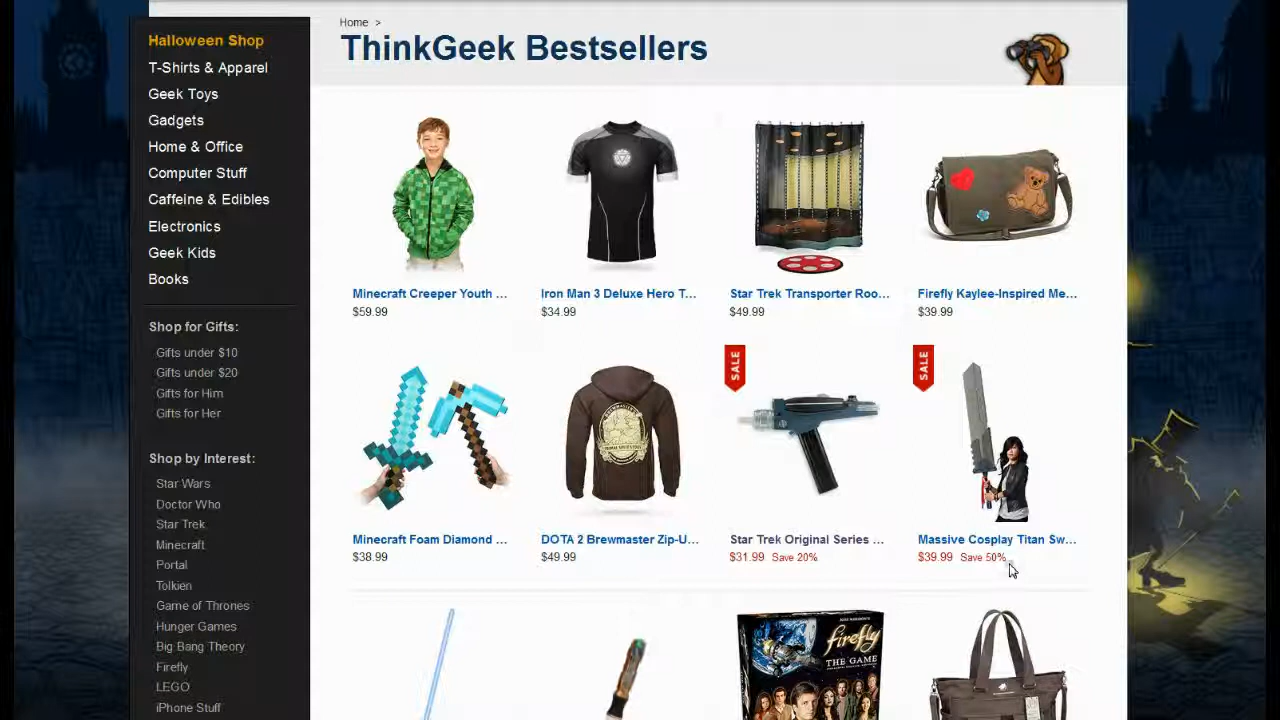 Home >
ThinkGeek Bestsellers
Halloween Shop
T-Shirts & Apparel
Geek Toys
Gadgets
Home & Office
Computer Stuff
Caffeine & Edibles
Electronics
Geek Kids
Books
Shop for Gifts:
Gifts under $10
Gifts under $20
Gifts for Him
Gifts for Her
Shop by Interest:
Star Wars
Doctor Who
Star Trek
Minecraft
Portal
Tolkien
Game of Thrones
Hunger Games
Big Bang Theory
Firefly
LEGO
iPhone Stuff
Minecraft Creeper Youth ...
$59.99
Iron Man 3 Deluxe Hero T...
$34.99
Star Trek Transporter Roo...
$49.99
Firefly Kaylee-Inspired Me...
$39.99
Minecraft Foam Diamond ...
$38.99
DOTA 2 Brewmaster Zip-U...
$49.99
SALE
Star Trek Original Series ...
$31.99 Save 20%
SALE
Massive Cosplay Titan Sw...
$39.99 Save 50%
firefly
THE GAME